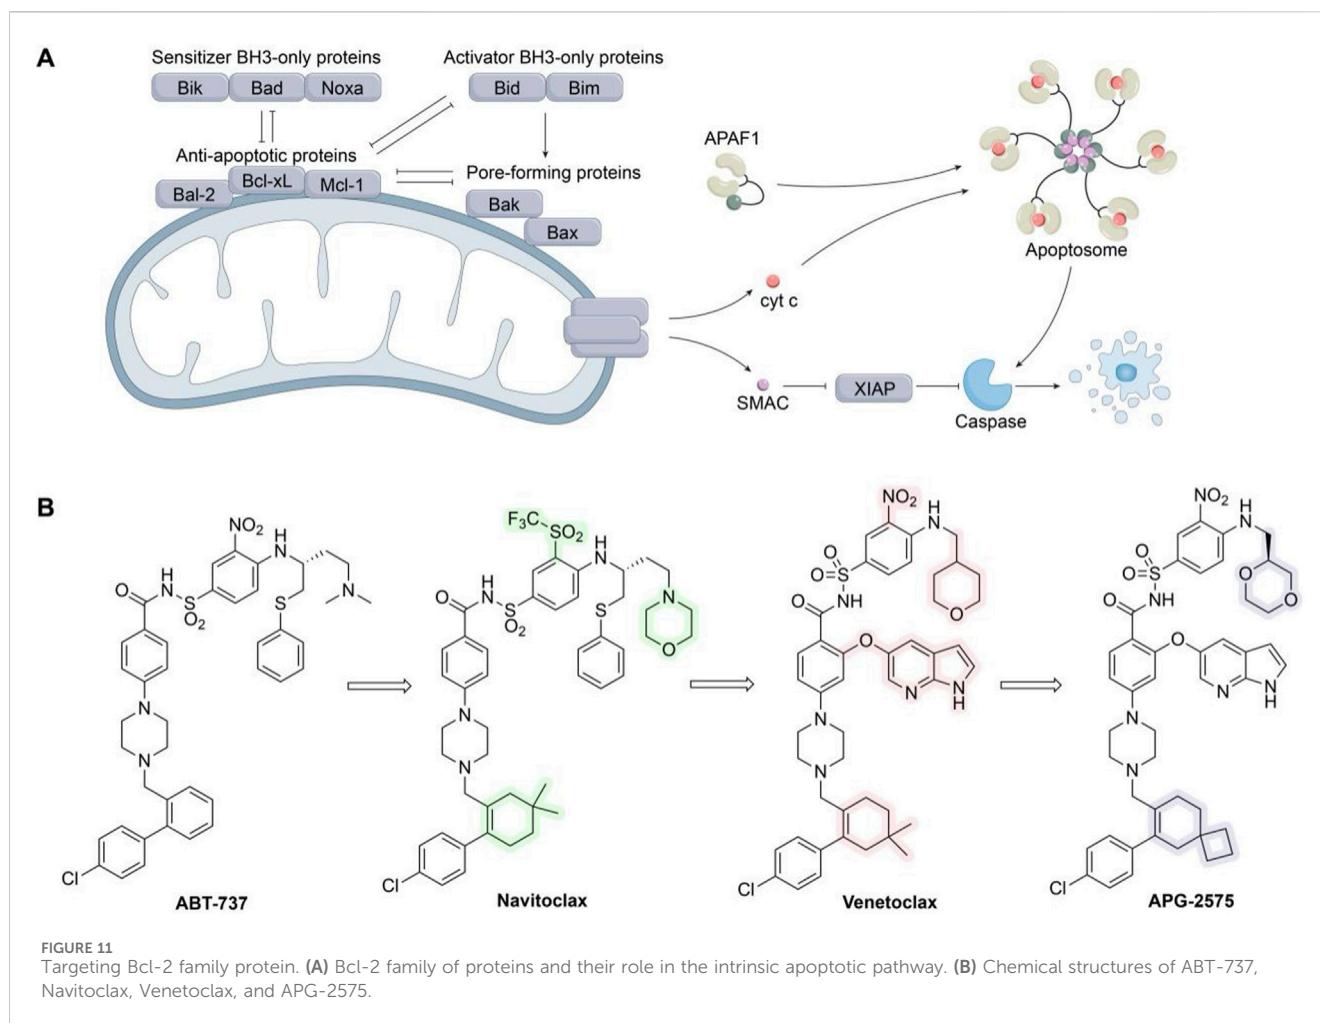 A
Sensitizer BH3-only proteins
Bik Bad Noxa
Activator BH3-only proteins
Bid Bim
Anti-apoptotic proteins
Bal-2 Bcl-xL Mcl-1
Pore-forming proteins
Bak
Bax
APAF1
cyt c
Apoptosome
SMAC
XIAP
Caspase
B
NO2
H
N
O
H
N
S
O2
S
N
N
N
Cl
ABT-737
F3C
SO2
H
N
O
H
N
S
O2
S
N
O
N
N
Cl
Navitoclax
NO2
H
N
O
O=S
O
NH
O
O
N
N
H
N
N
Cl
Venetoclax
NO2
H
N
O
O=S
O
NH
O
O
O
N
N
H
N
N
Cl
APG-2575
FIGURE 11
Targeting Bcl-2 family protein. (A) Bcl-2 family of proteins and their role in the intrinsic apoptotic pathway. (B) Chemical structures of ABT-737,
Navitoclax, Venetoclax, and APG-2575.